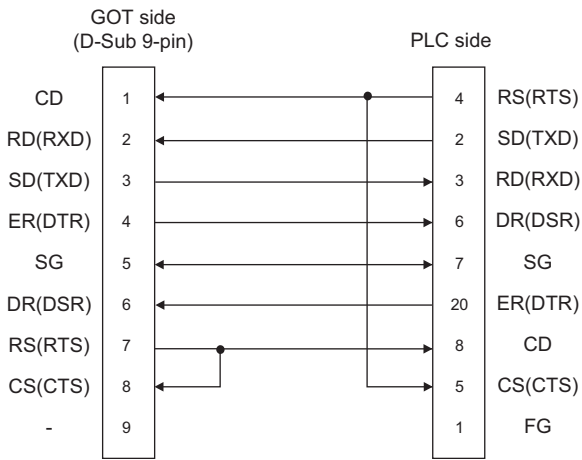 GOT side
(D-Sub 9-pin)
PLC side
CD 1 4 RS(RTS)
RD(RXD) 2 2 SD(TXD)
SD(TXD) 3 3 RD(RXD)
ER(DTR) 4 6 DR(DSR)
SG 5 7 SG
DR(DSR) 6 20 ER(DTR)
RS(RTS) 7 8 CD
CS(CTS) 8 5 CS(CTS)
- 9 1 FG